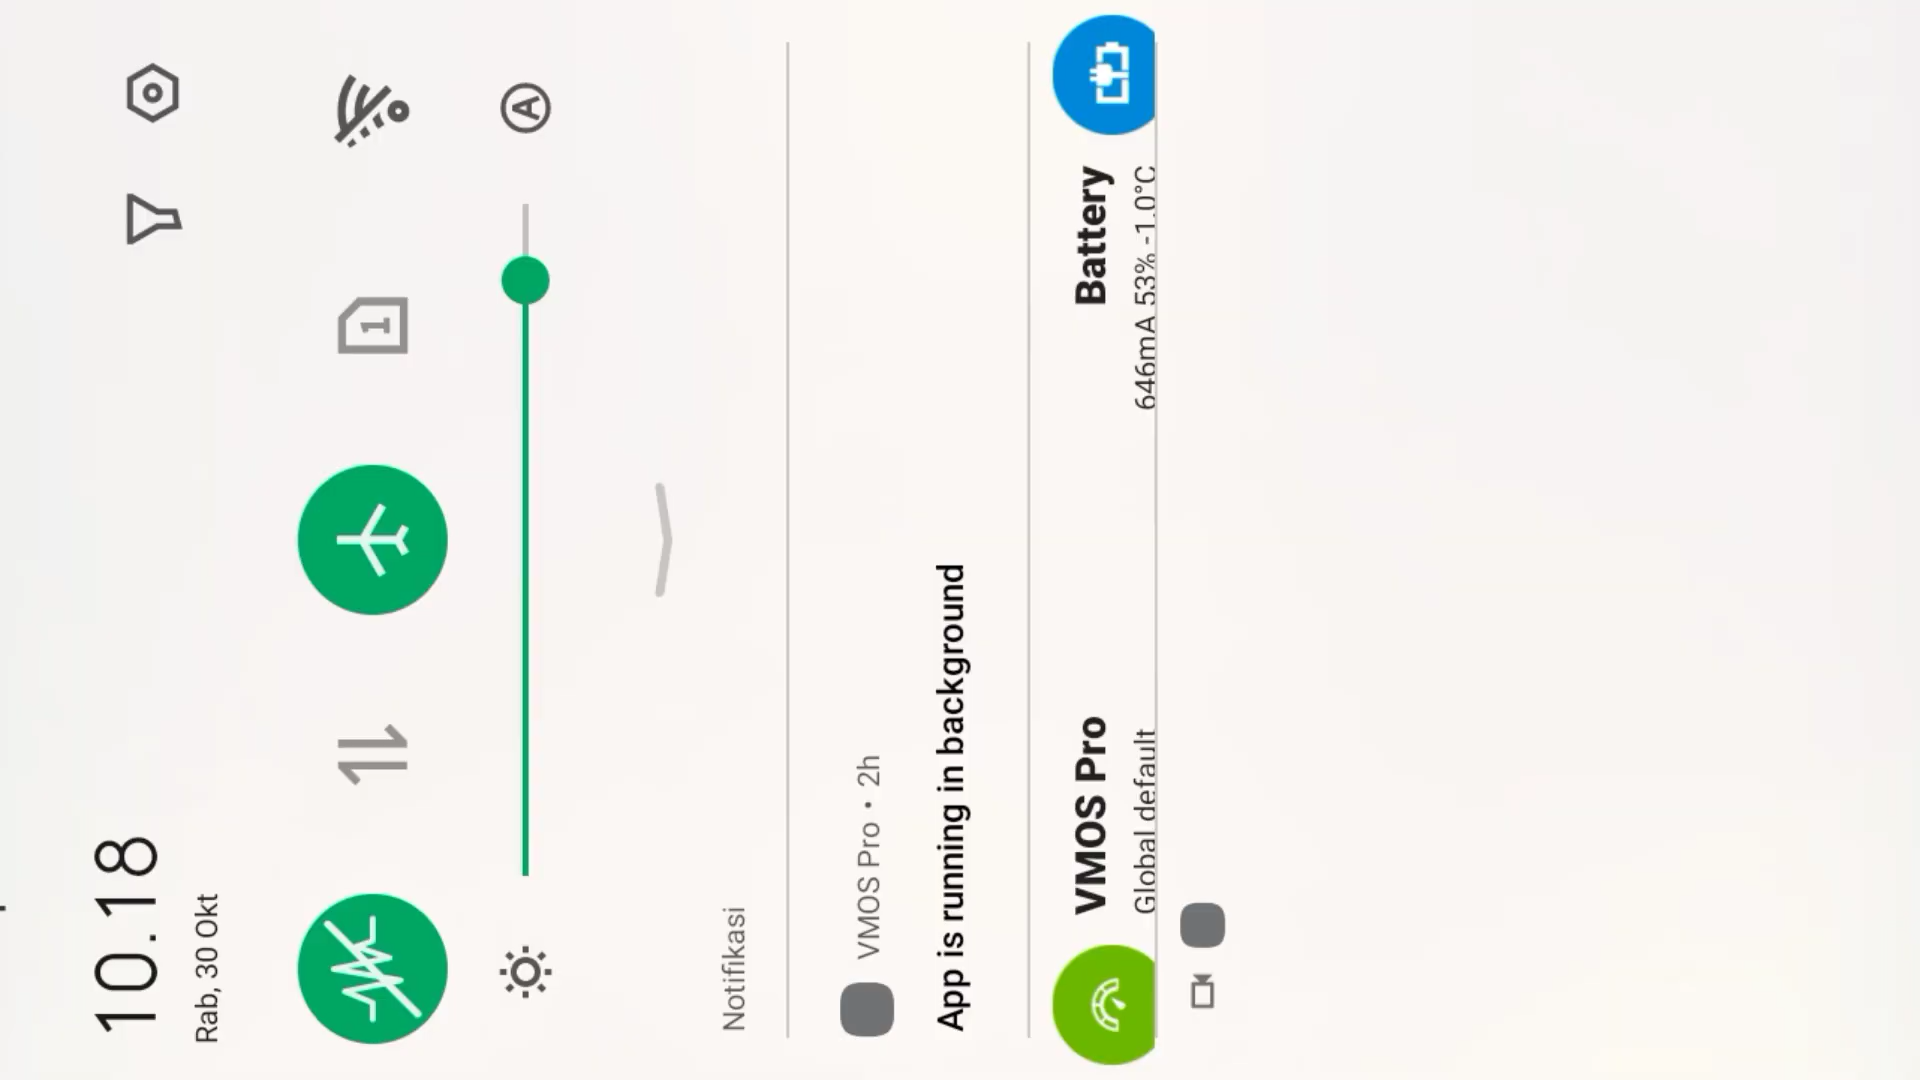 10.18
Rab, 30 Okt
1
A
Notifikasi
VMOS Pro • 2h
App is running in background
VMOS Pro
Global default
Battery
646mA 53% -1.0°C